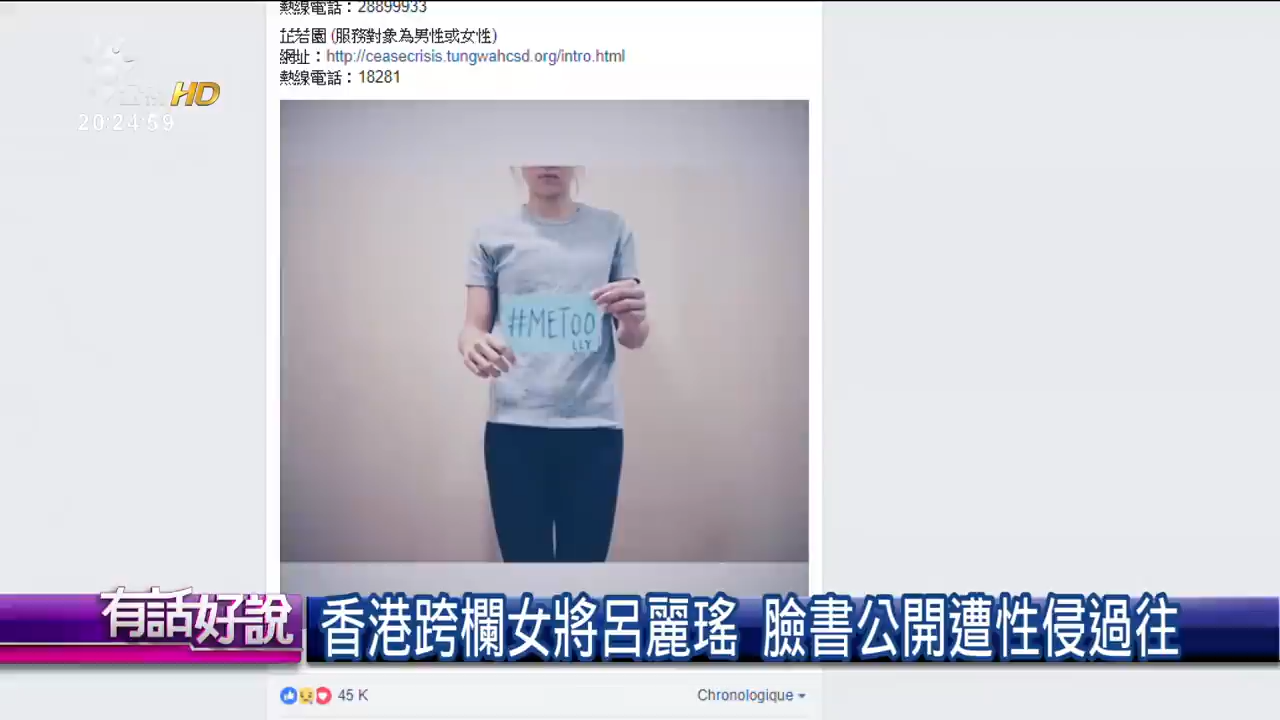 熱線電話：28899933
芷若園 (服務對象為男性或女性)
網址：http://ceasecrisis.tungwahcsd.org/intro.html
熱線電話：18281
HD
20:24:59
#METOO
LLY
有話好說
香港跨欄女將呂麗瑤 臉書公開遭性侵過往
45 K
Chronologique